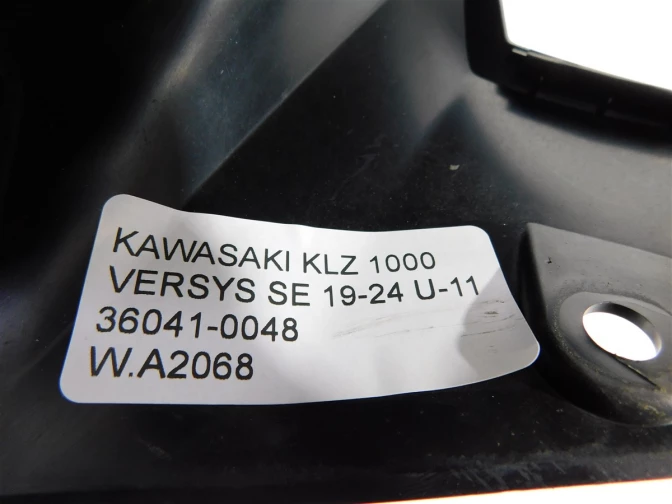 KAWASAKI KLZ 1000
VERSYS SE 19-24 U-11
36041-0048
W.A2068